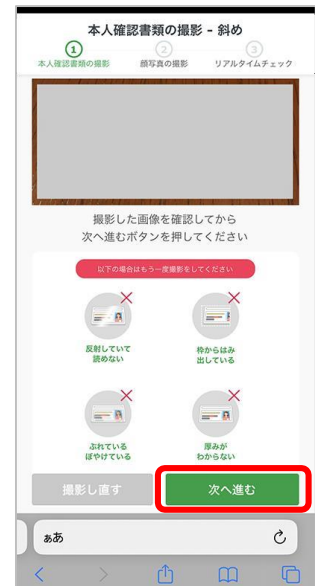 本人確認書類の撮影 - 斜め
1
2
3
本人確認書類の撮影
顔写真の撮影
リアルタイムチェック
撮影した画像を確認してから
次へ進むボタンを押してください
以下の場合はもう一度撮影をしてください
反射していて
読めない
枠からはみ
出している
ぶれている
ぼやけている
厚みが
わからない
撮影し直す
次へ進む
ぁあ